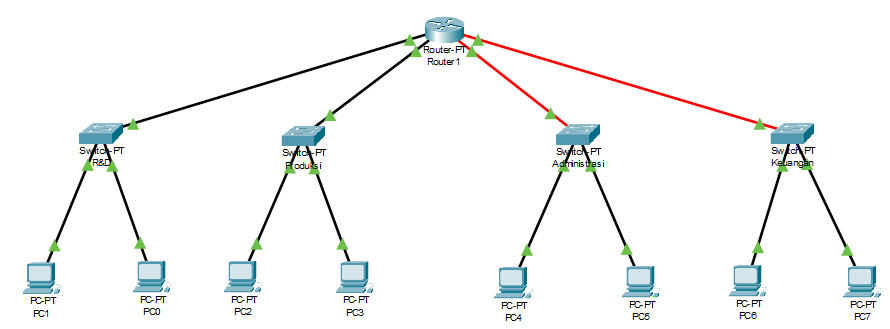 Router-PT
Router1
Switch-PT
R&D
Switch-PT
Produksi
Switch-PT
Administrasi
Switch-PT
Keuangan
PC-PT
PC1
PC-PT
PC0
PC-PT
PC2
PC-PT
PC3
PC-PT
PC4
PC-PT
PC5
PC-PT
PC6
PC-PT
PC7